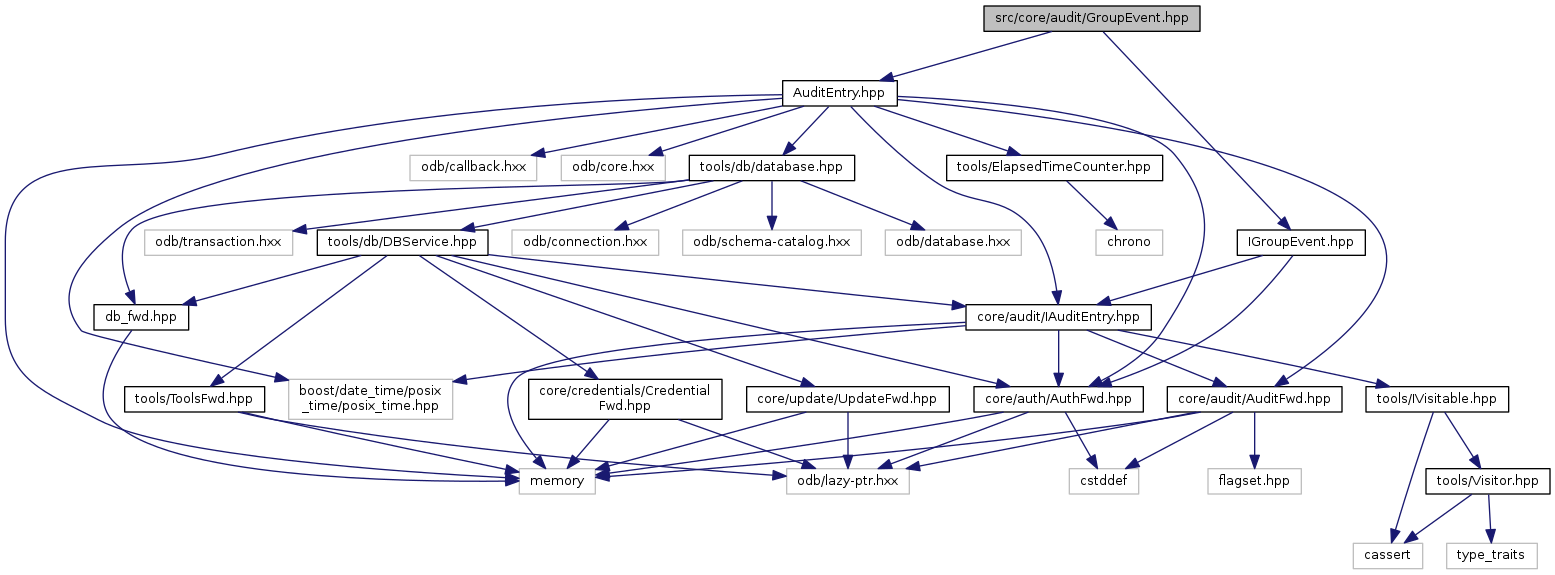 src/core/audit/GroupEvent.hpp
AuditEntry.hpp
odb/callback.hxx
odb/core.hxx
tools/db/database.hpp
tools/ElapsedTimeCounter.hpp
odb/transaction.hxx
tools/db/DBService.hpp
odb/connection.hxx
odb/schema-catalog.hxx
odb/database.hxx
chrono
IGroupEvent.hpp
db_fwd.hpp
core/audit/IAuditEntry.hpp
tools/ToolsFwd.hpp
boost/date_time/posix
_time/posix_time.hpp
core/credentials/Credential
Fwd.hpp
core/update/UpdateFwd.hpp
core/auth/AuthFwd.hpp
core/audit/AuditFwd.hpp
tools/IVisitable.hpp
memory
odb/lazy-ptr.hxx
cstddef
flagset.hpp
tools/Visitor.hpp
cassert
type_traits